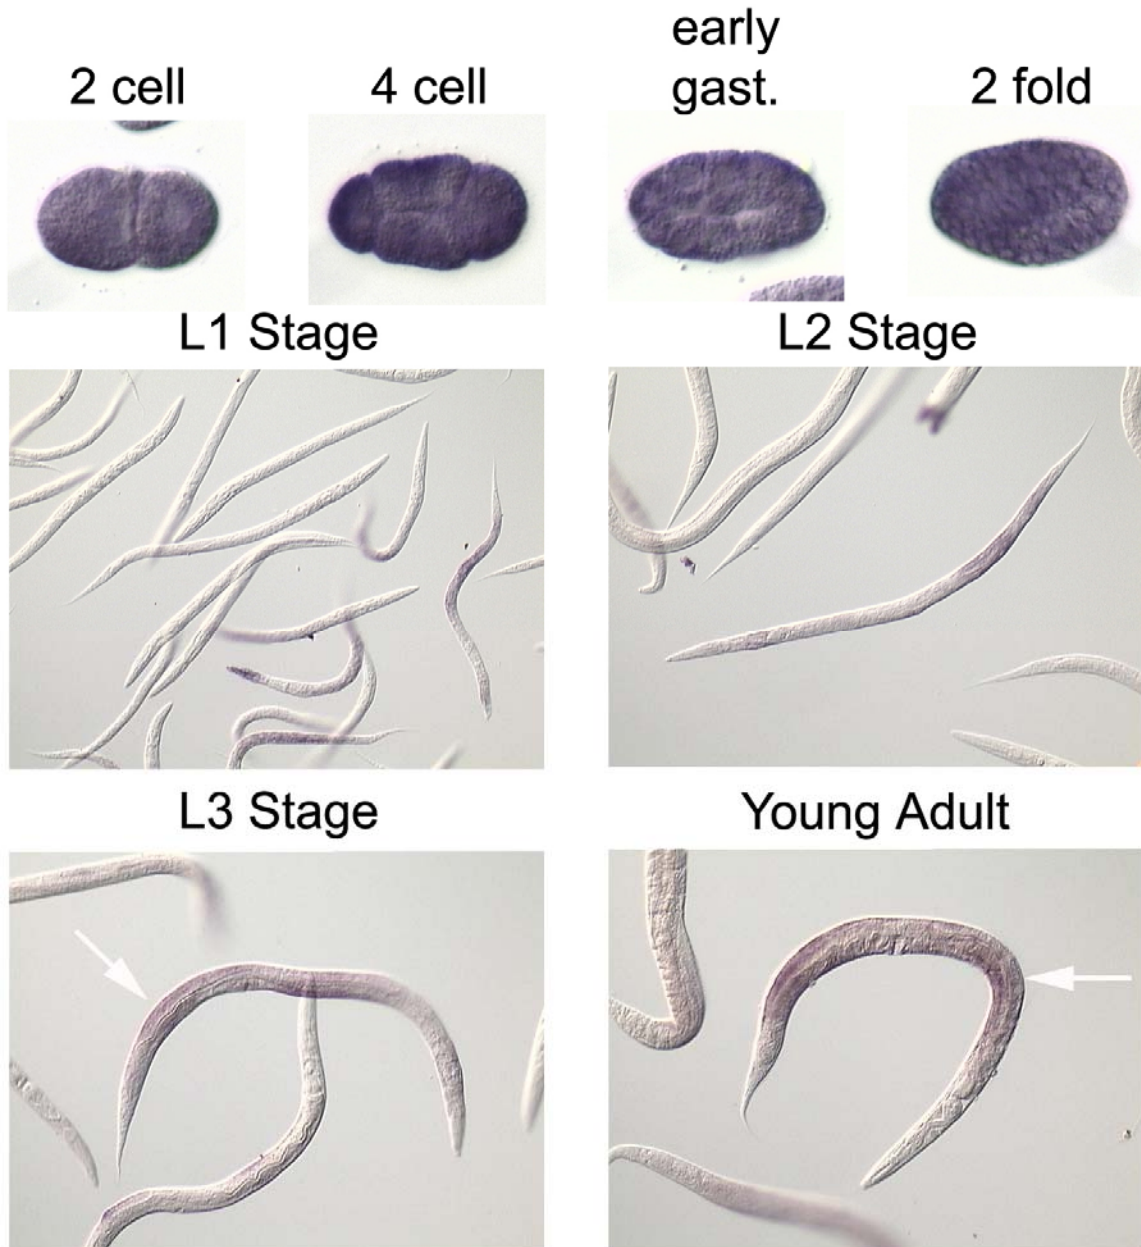 2 cell
4 cell
early
gast.
2 fold
L1 Stage
L2 Stage
L3 Stage
Young Adult